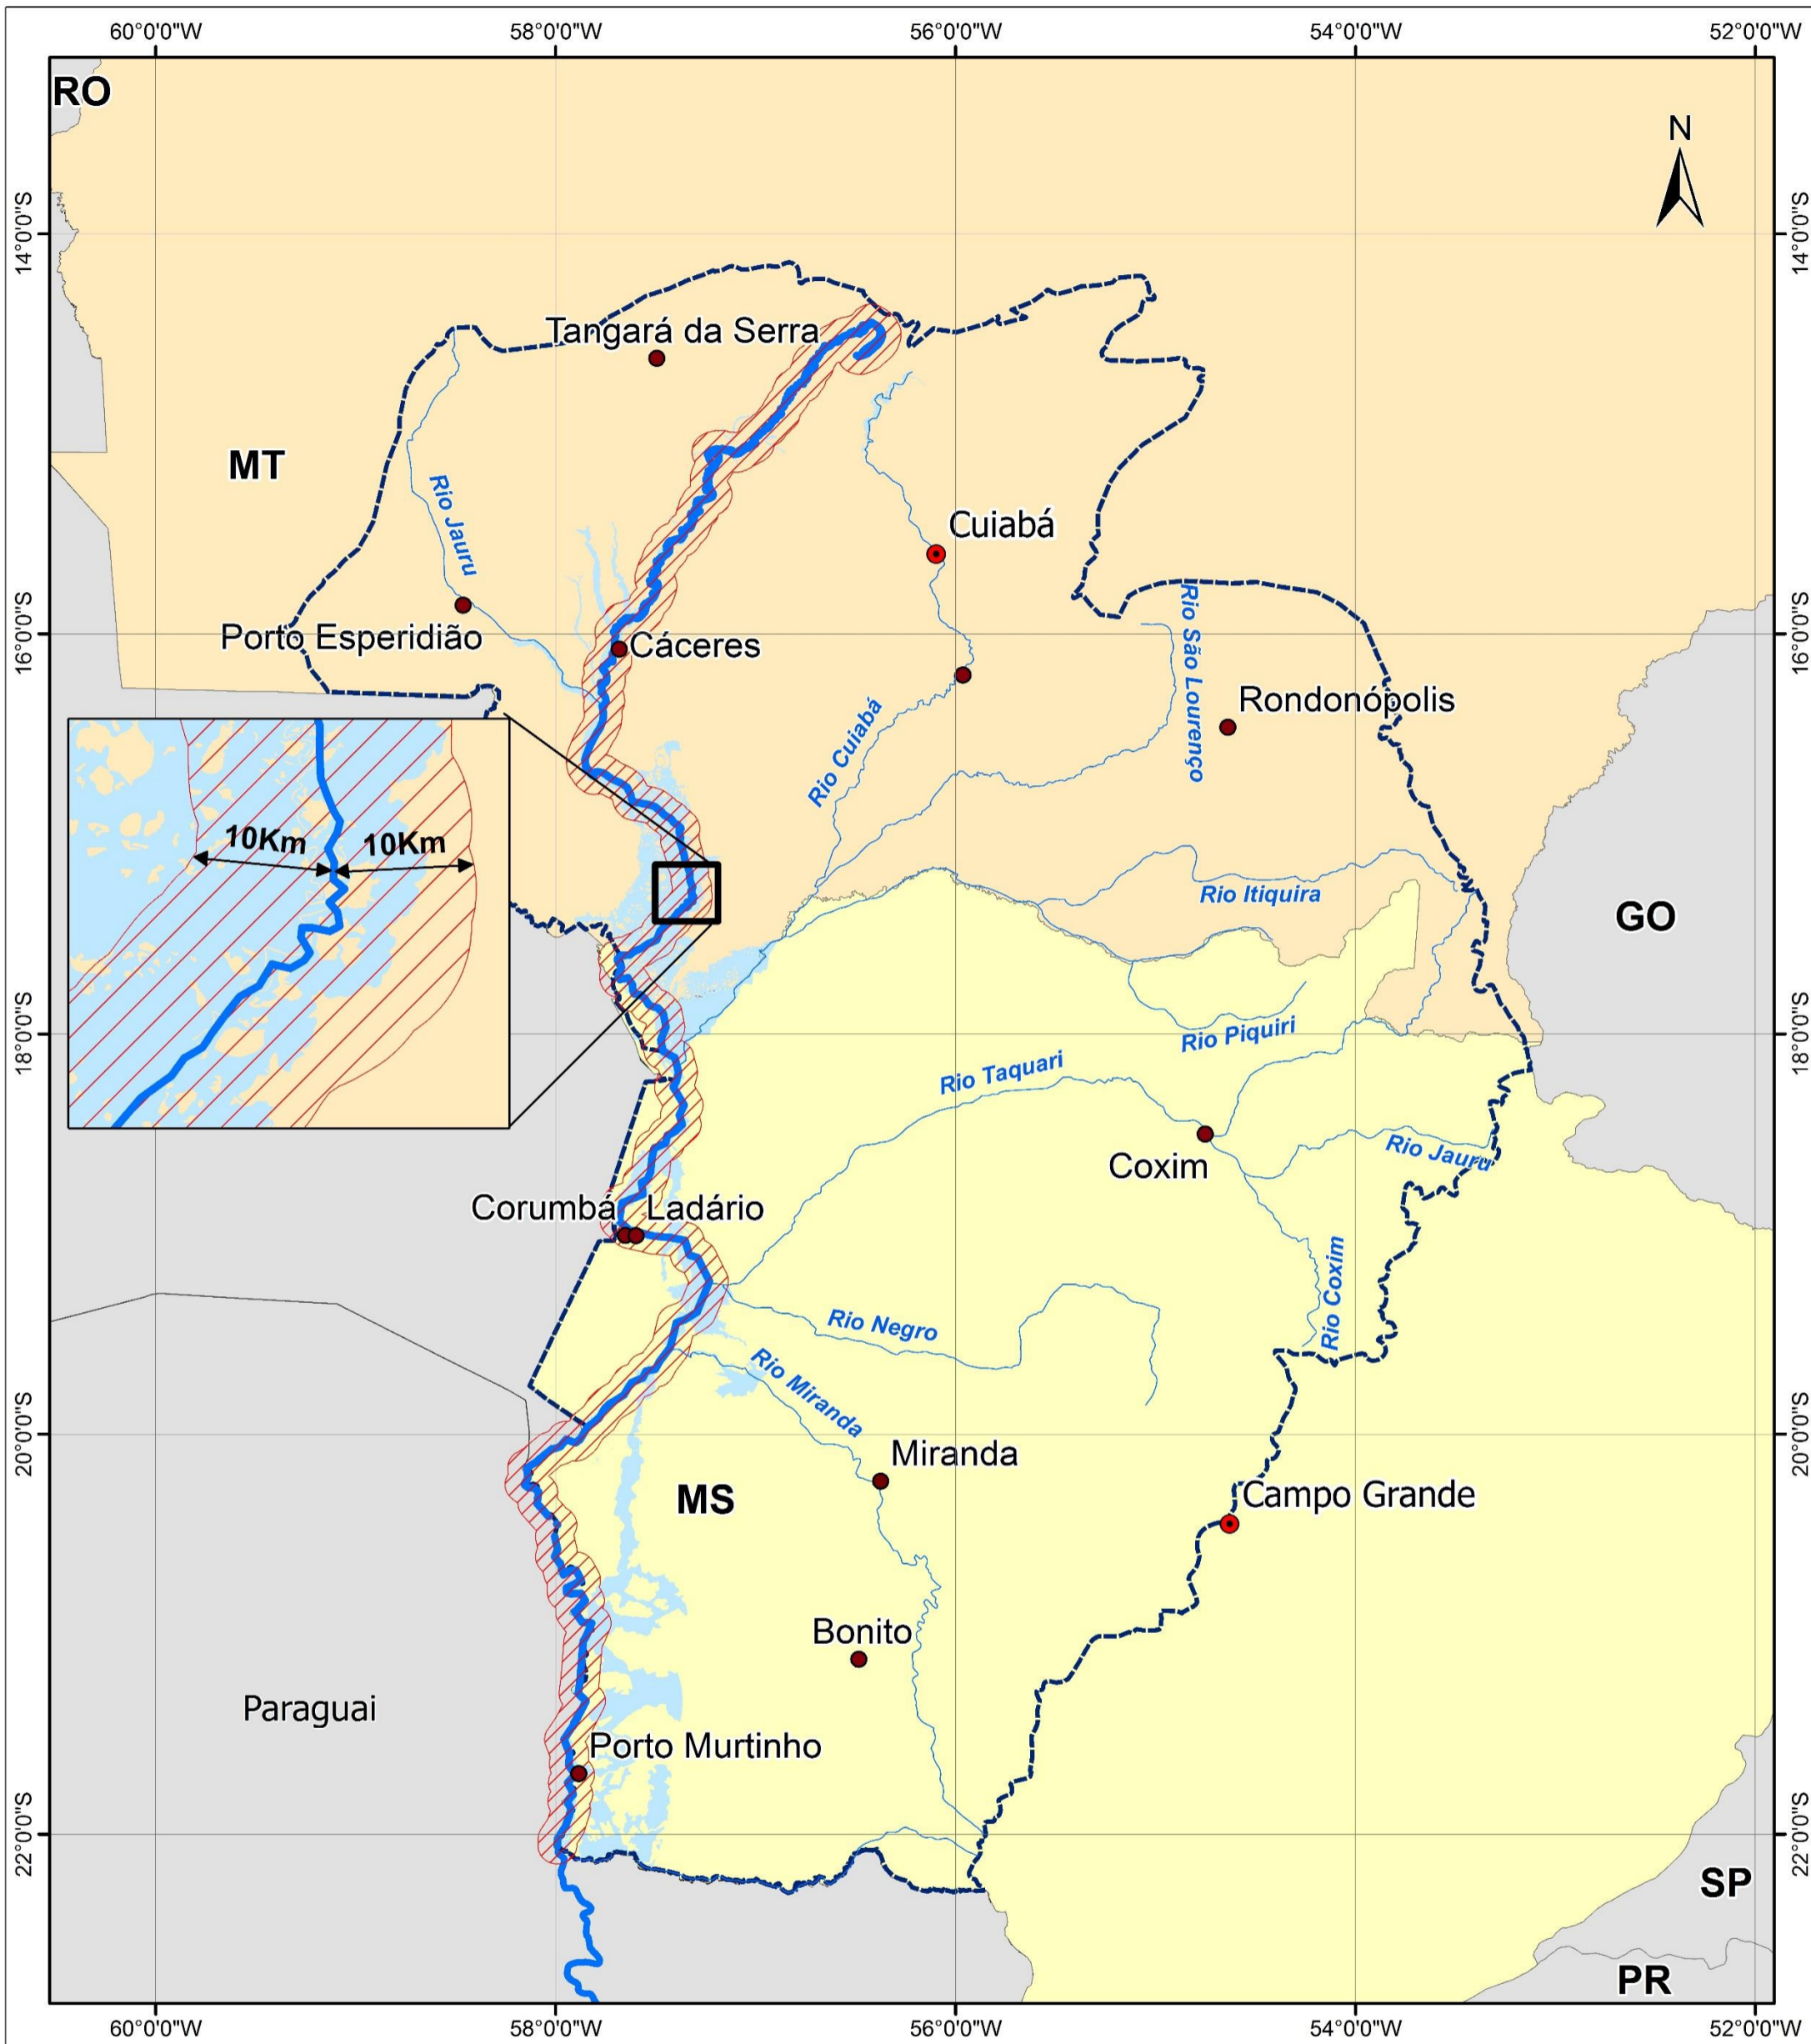 60°0'0"W 58°0'0"W 56°0'0"W 54°0'0"W 52°0'0"W
RO
N
14°0'0"S 14°0'0"S
Tangará da Serra
MT
Rio Jauru
Cuiabá
Rio São Lourenço
16°0'0"S 16°0'0"S
Porto Esperidião
Cáceres
Rondonópolis
Rio Cuiabá
10Km 10Km
Rio Itiquira
GO
18°0'0"S 18°0'0"S
Rio Piquiri
Rio Taquari
Coxim
Rio Jauru
Corumbá Ladário
Rio Coxim
Rio Negro
Rio Miranda
20°0'0"S 20°0'0"S
Miranda
MS
Campo Grande
Bonito
Paraguai
Porto Murtinho
22°0'0"S 22°0'0"S
SP
PR
60°0'0"W 58°0'0"W 56°0'0"W 54°0'0"W 52°0'0"W